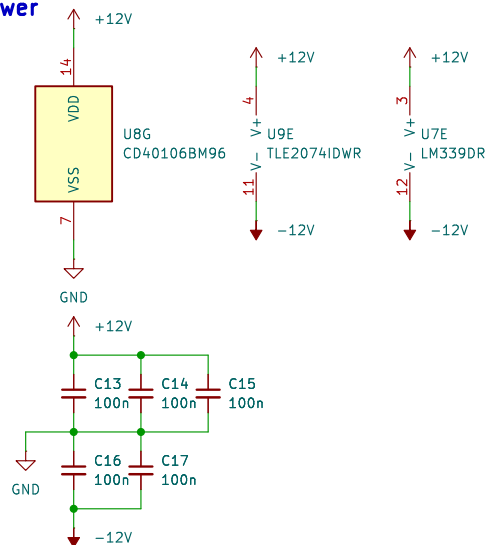 wer
+12V
14
VDD
U8G
CD40106BM96
VSS
7
GND
+12V
4
V+
U9E
TLE2074IDWR
V-
11
-12V
+12V
3
V+
U7E
LM339DR
V-
12
-12V
+12V
C13
100n
C14
100n
C15
100n
GND
C16
100n
C17
100n
-12V